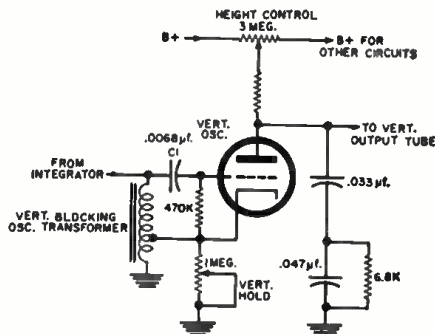 HEIGHT CONTROL
3 MEG.
B+
B+ FOR
OTHER CIRCUITS
VERT.
OSC.
.0068µf.
C1
TO VERT.
OUTPUT TUBE
FROM
INTEGRATOR
470K
.033µf.
VERT. BLOCKING
OSC. TRANSFORMER
1MEG.
VERT.
HOLD
.047µf.
6.8K